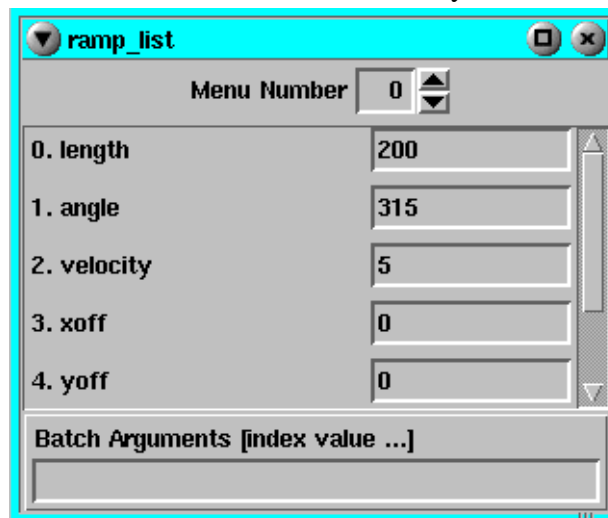 ramp_list
Menu Number 0
0. length 200
1. angle 315
2. velocity 5
3. xoff 0
4. yoff 0
Batch Arguments [index value ...]